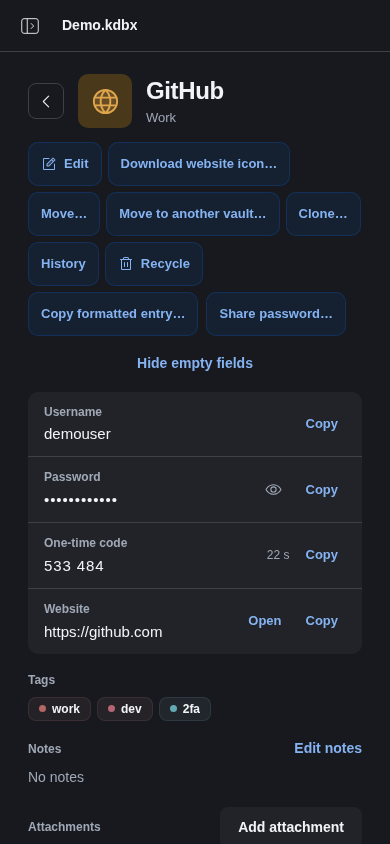 Demo.kdbx
GitHub
Work
Edit
Download website icon...
Move...
Move to another vault...
Clone...
History
Recycle
Copy formatted entry...
Share password...
Hide empty fields
Username
demouser
Copy
Password
••••••••••••
Copy
One-time code
533 484
22 s
Copy
Website
https://github.com
Open
Copy
Tags
work
dev
2fa
Notes
Edit notes
No notes
Attachments
Add attachment